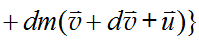 + dm(v⃗ + dv⃗ + u⃗)}